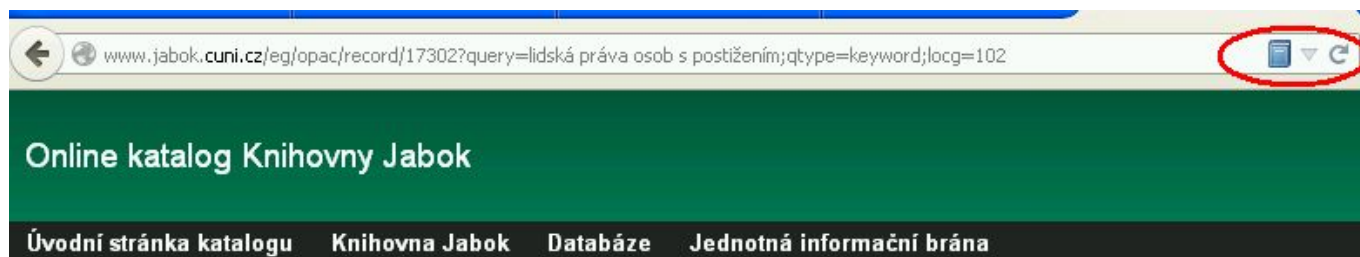 www.jabok.cuni.cz/eg/opac/record/17302?query=lidská práva osob s postižením;qtype=keyword;locg=102
Online katalog Knihovny Jabok
Úvodní stránka katalogu Knihovna Jabok Databáze Jednotná informační brána